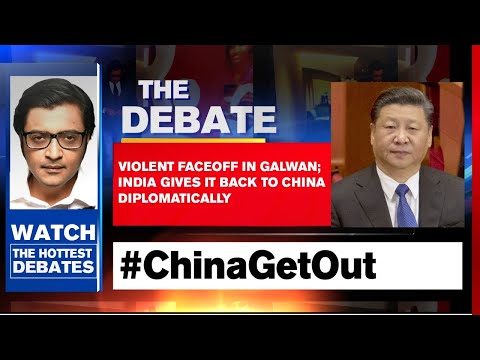 THE
DEBATE
VIOLENT FACEOFF IN GALWAN;
INDIA GIVES IT BACK TO CHINA
DIPLOMATICALLY
WATCH
THE HOTTEST
DEBATES
#ChinaGetOut